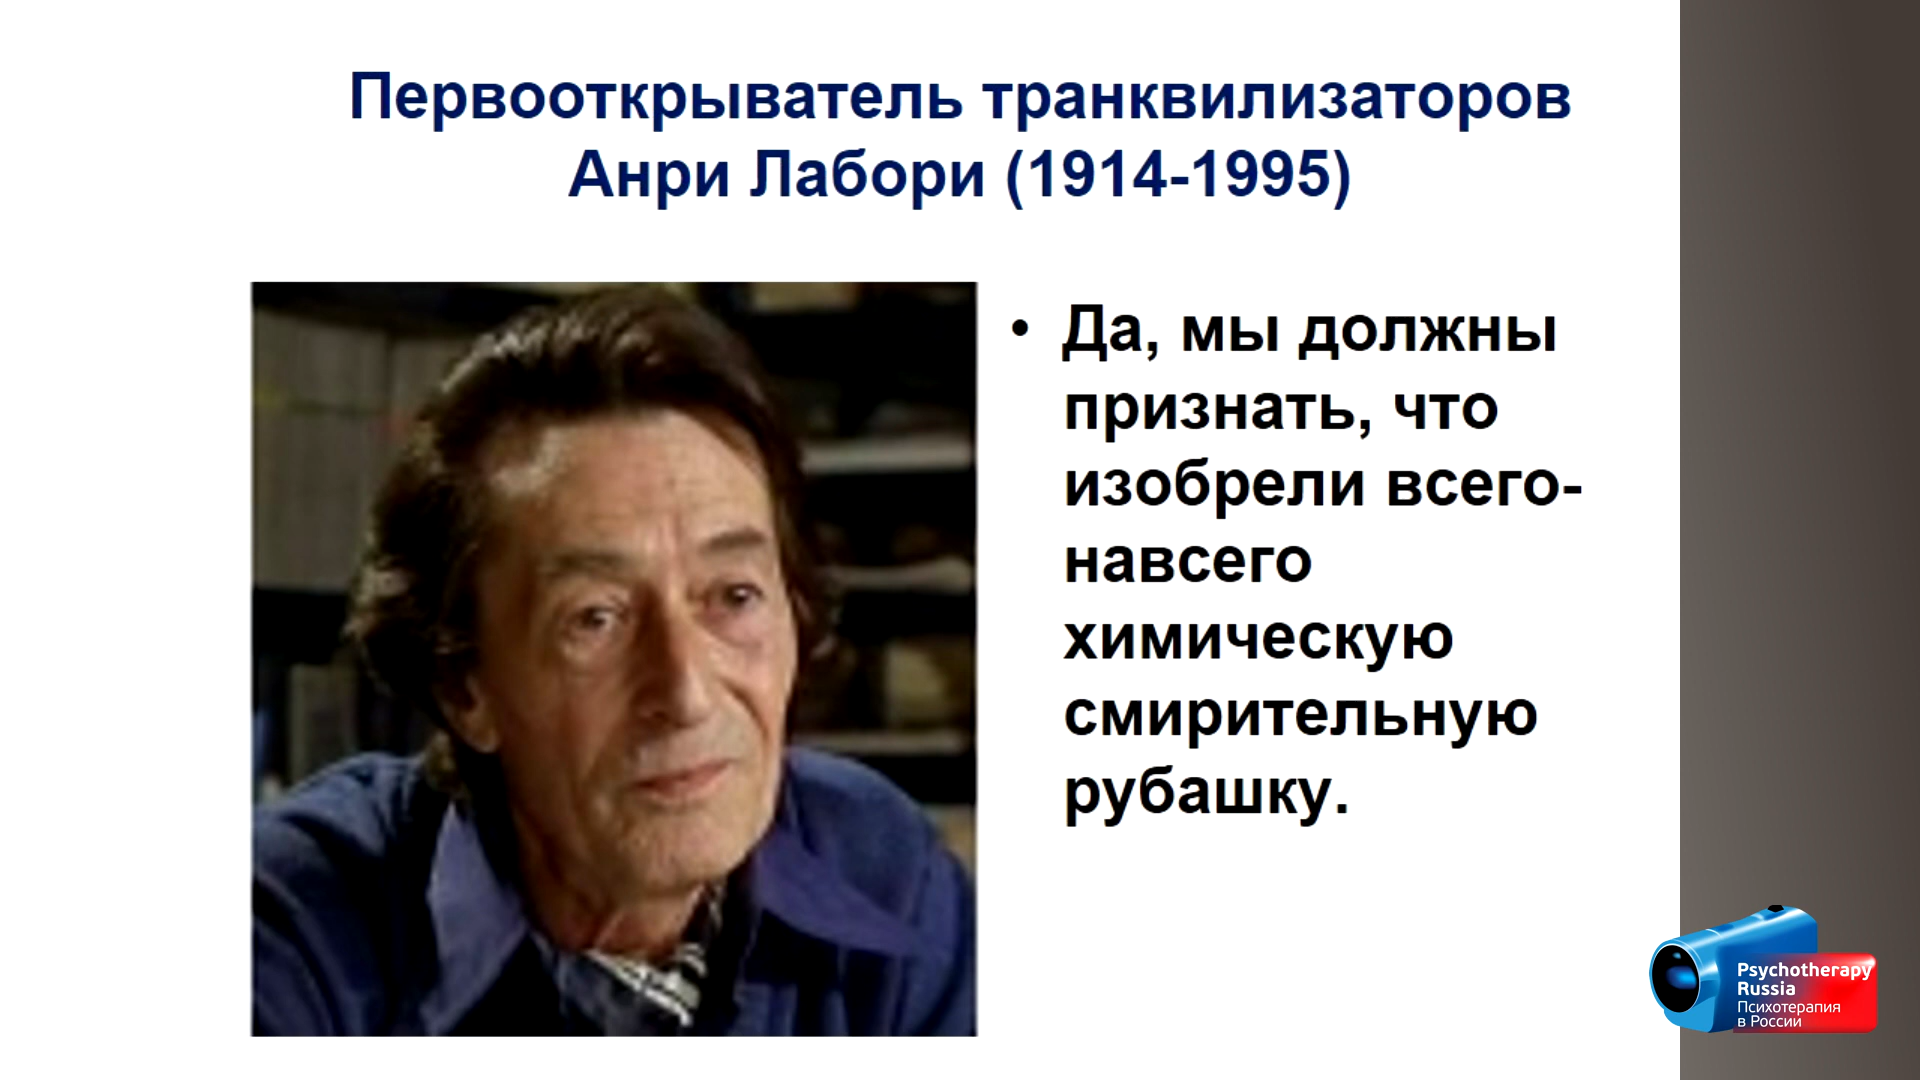 Первооткрыватель транквилизаторов
Анри Лабори (1914-1995)
• Да, мы должны
признать, что
изобрели всего-
навсего
химическую
смирительную
рубашку.
Psychotherapy
Russia
Психотерапия
в России